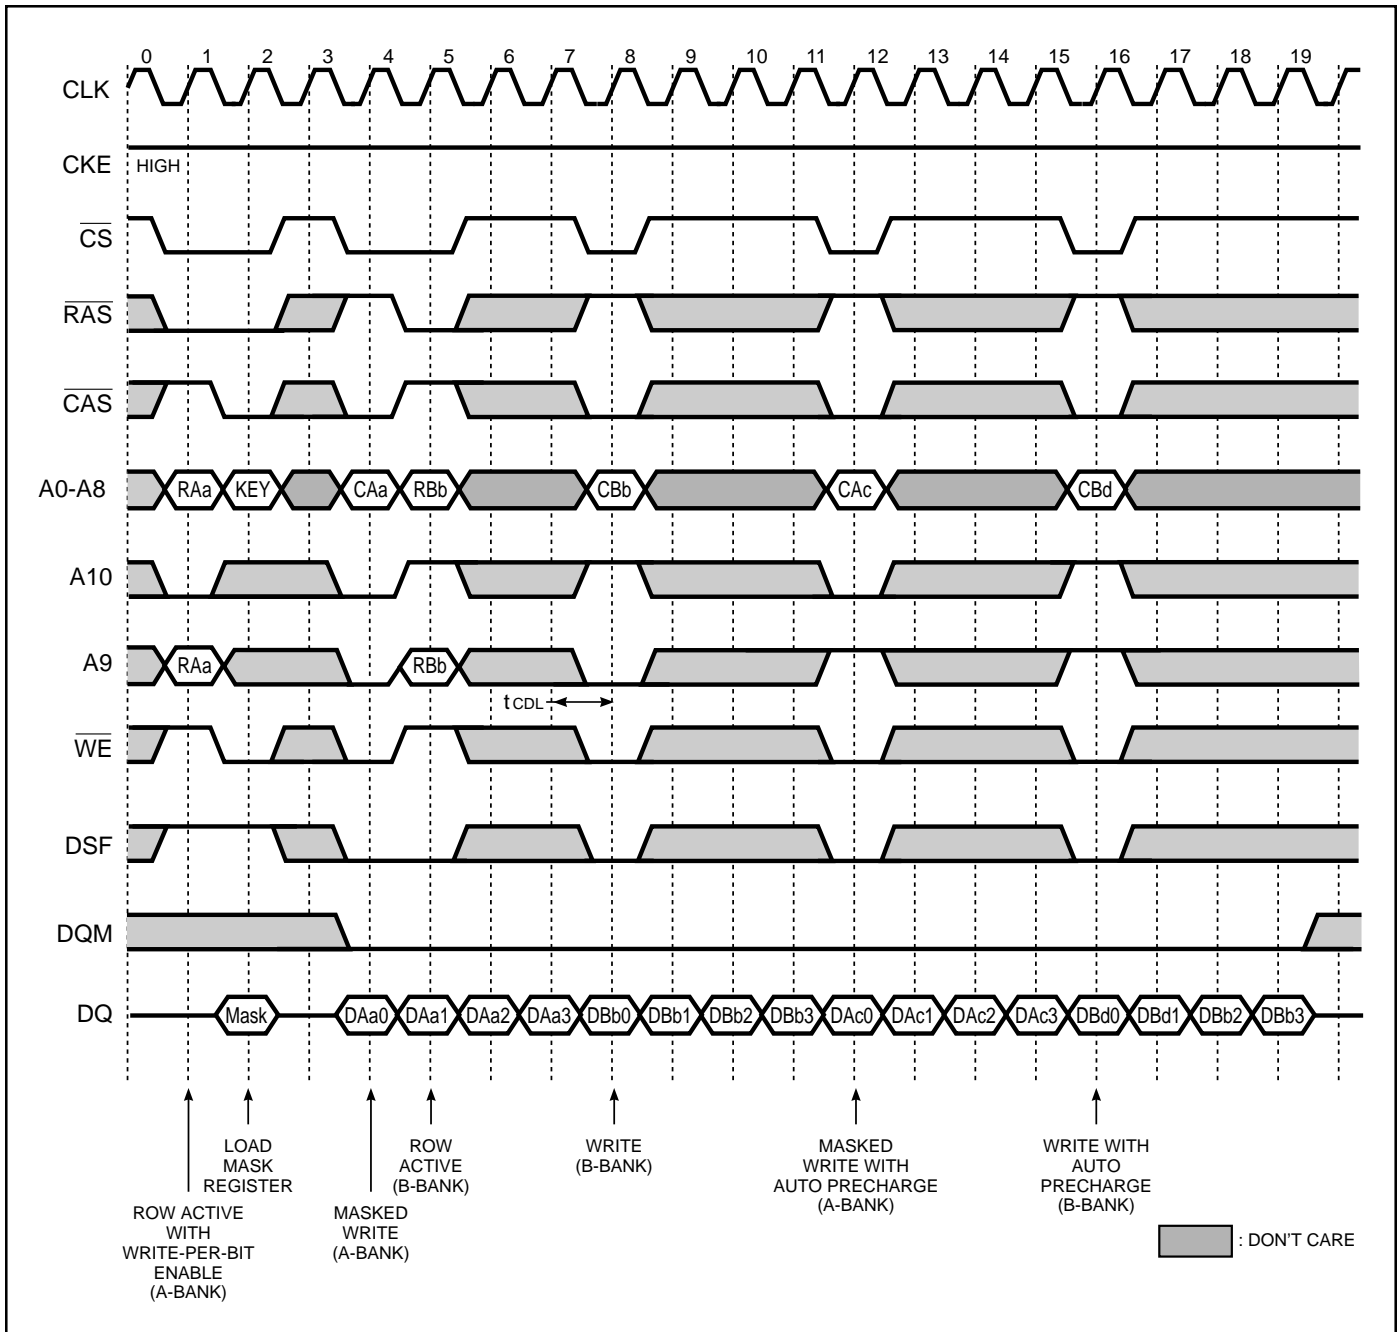 0 1 2 3 4 5 6 7 8 9 10 11 12 13 14 15 16 17 18 19
CLK
CKE HIGH
CS
RAS
CAS
A0-A8 RAa KEY CAa RBb CBb CAc CBd
A10
A9 RAa RBb
tCDL
WE
DSF
DQM
DQ Mask DAa0 DAa1 DAa2 DAa3 DBb0 DBb1 DBb2 DBb3 DAc0 DAc1 DAc2 DAc3 DBd0 DBd1 DBb2 DBb3
ROW ACTIVE
WITH
WRITE-PER-BIT
ENABLE
(A-BANK)
LOAD
MASK
REGISTER
MASKED
WRITE
(A-BANK)
ROW
ACTIVE
(B-BANK)
WRITE
(B-BANK)
MASKED
WRITE WITH
AUTO PRECHARGE
(A-BANK)
WRITE WITH
AUTO
PRECHARGE
(B-BANK)
: DON'T CARE